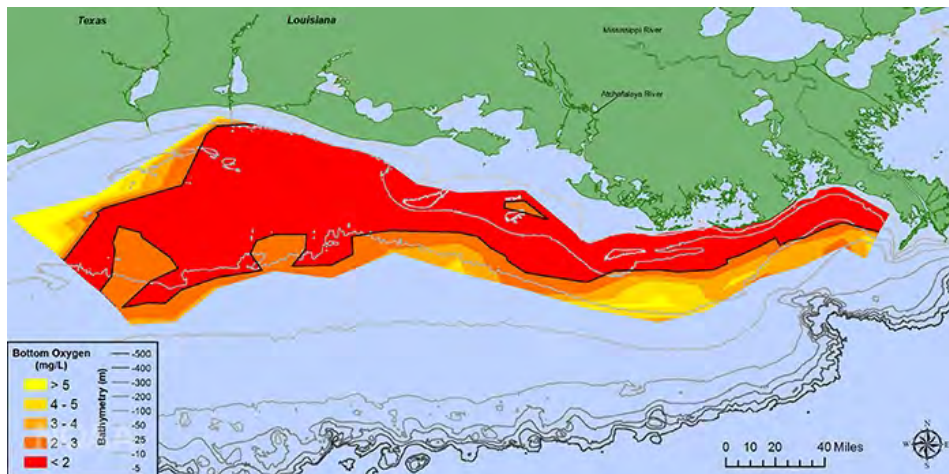 Texas
Louisiana
Mississippi River
Atchafalaya River
Bottom Oxygen
(mg/L)
> 5
4 - 5
3 - 4
2 - 3
< 2
Bathymetry (m)
-500
-400
-300
-200
-100
-50
-25
-10
-5
N
W
E
S
0 10 20 40 Miles